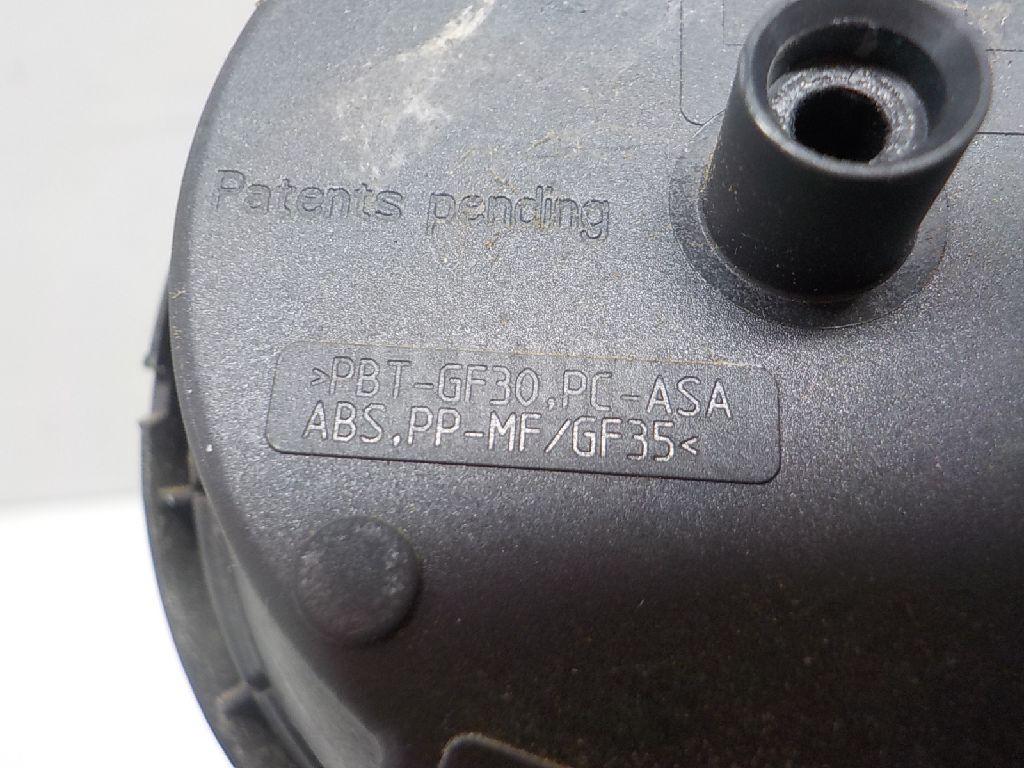 Patents pending
>PBT-GF30,PC-ASA
ABS,PP-MF/GF35<